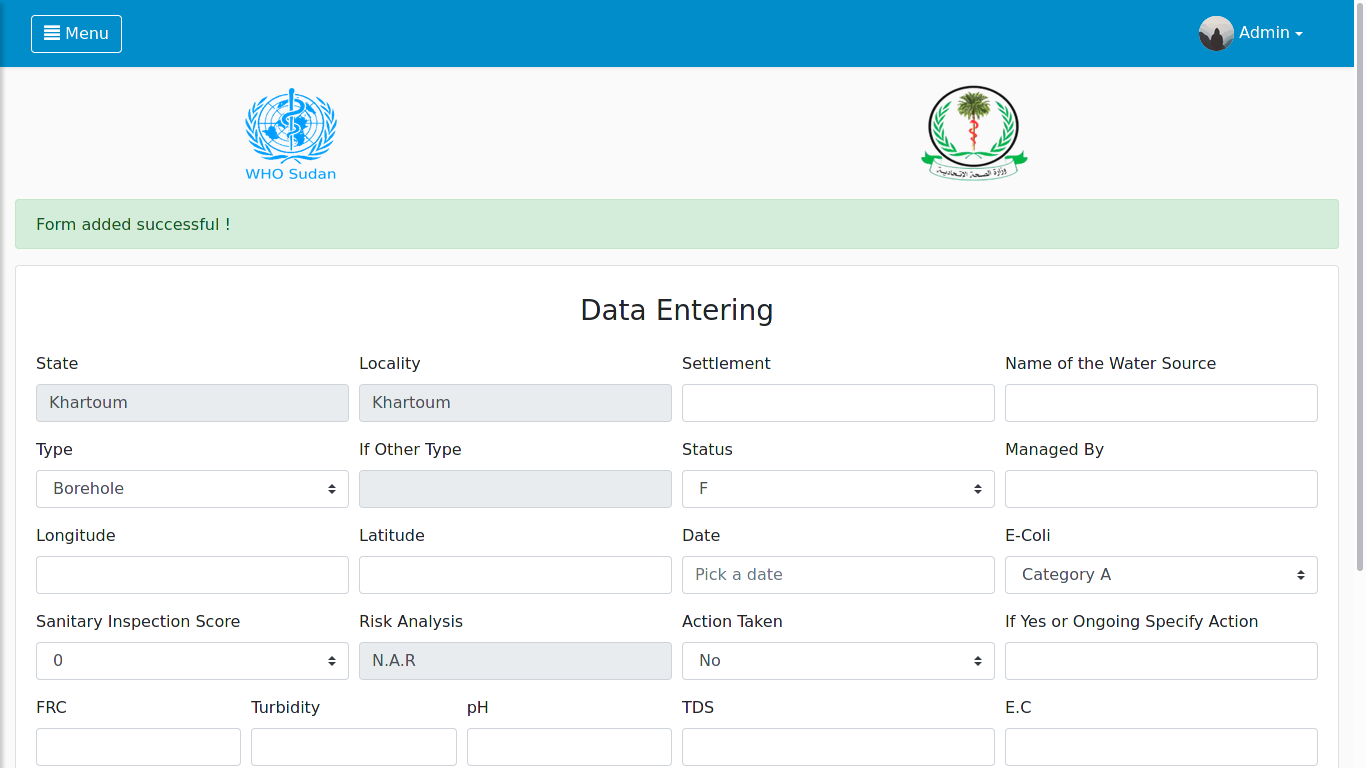 Menu
Admin
WHO Sudan
وزارة الصحة الاتحادية
Form added successful !
Data Entering
State Locality Settlement Name of the Water Source
Khartoum Khartoum
Type If Other Type Status Managed By
Borehole F
Longitude Latitude Date E-Coli
Pick a date Category A
Sanitary Inspection Score Risk Analysis Action Taken If Yes or Ongoing Specify Action
0 N.A.R No
FRC Turbidity pH TDS E.C